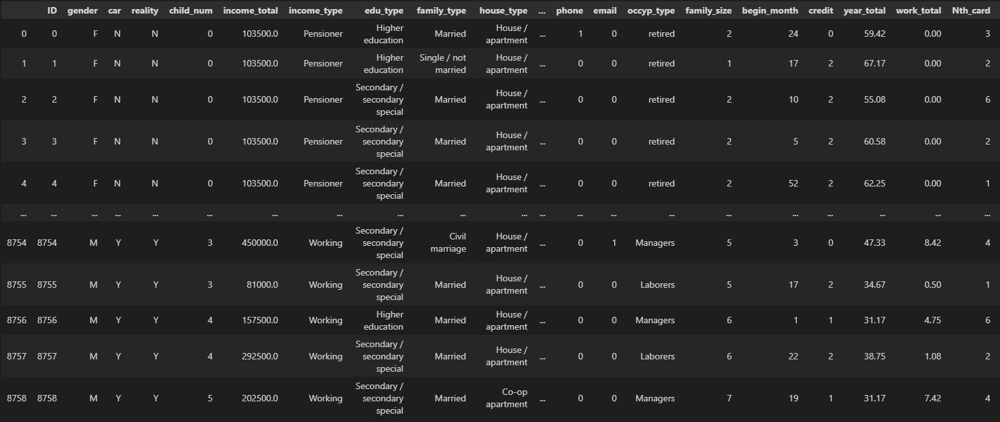 ID gender car reality child_num income_total income_type edu_type family_type house_type ... phone email occyp_type family_size begin_month credit year_total work_total Nth_card
0 0 F N N 0 103500.0 Pensioner Higher education Married House / apartment ... 1 0 retired 2 24 0 59.42 0.00 3
1 1 F N N 0 103500.0 Pensioner Higher education Single / not married House / apartment ... 0 0 retired 1 17 2 67.17 0.00 2
2 2 F N N 0 103500.0 Pensioner Secondary / secondary special Married House / apartment ... 0 0 retired 2 10 2 55.08 0.00 6
3 3 F N N 0 103500.0 Pensioner Secondary / secondary special Married House / apartment ... 0 0 retired 2 5 2 60.58 0.00 2
4 4 F N N 0 103500.0 Pensioner Secondary / secondary special Married House / apartment ... 0 0 retired 2 52 2 62.25 0.00 1
... ... ... ... ... ... ... ... ... ... ... ... ... ... ... ... ... ... ... ... ...
8754 8754 M Y Y 3 450000.0 Working Secondary / secondary special Civil marriage House / apartment ... 0 1 Managers 5 3 0 47.33 8.42 4
8755 8755 M Y Y 3 81000.0 Working Secondary / secondary special Married House / apartment ... 0 0 Laborers 5 17 2 34.67 0.50 1
8756 8756 M Y Y 4 157500.0 Working Higher education Married House / apartment ... 0 0 Managers 6 1 1 31.17 4.75 6
8757 8757 M Y Y 4 292500.0 Working Secondary / secondary special Married House / apartment ... 0 0 Laborers 6 22 2 38.75 1.08 2
8758 8758 M Y Y 5 202500.0 Working Secondary / secondary special Married Co-op apartment ... 0 0 Managers 7 19 1 31.17 7.42 4